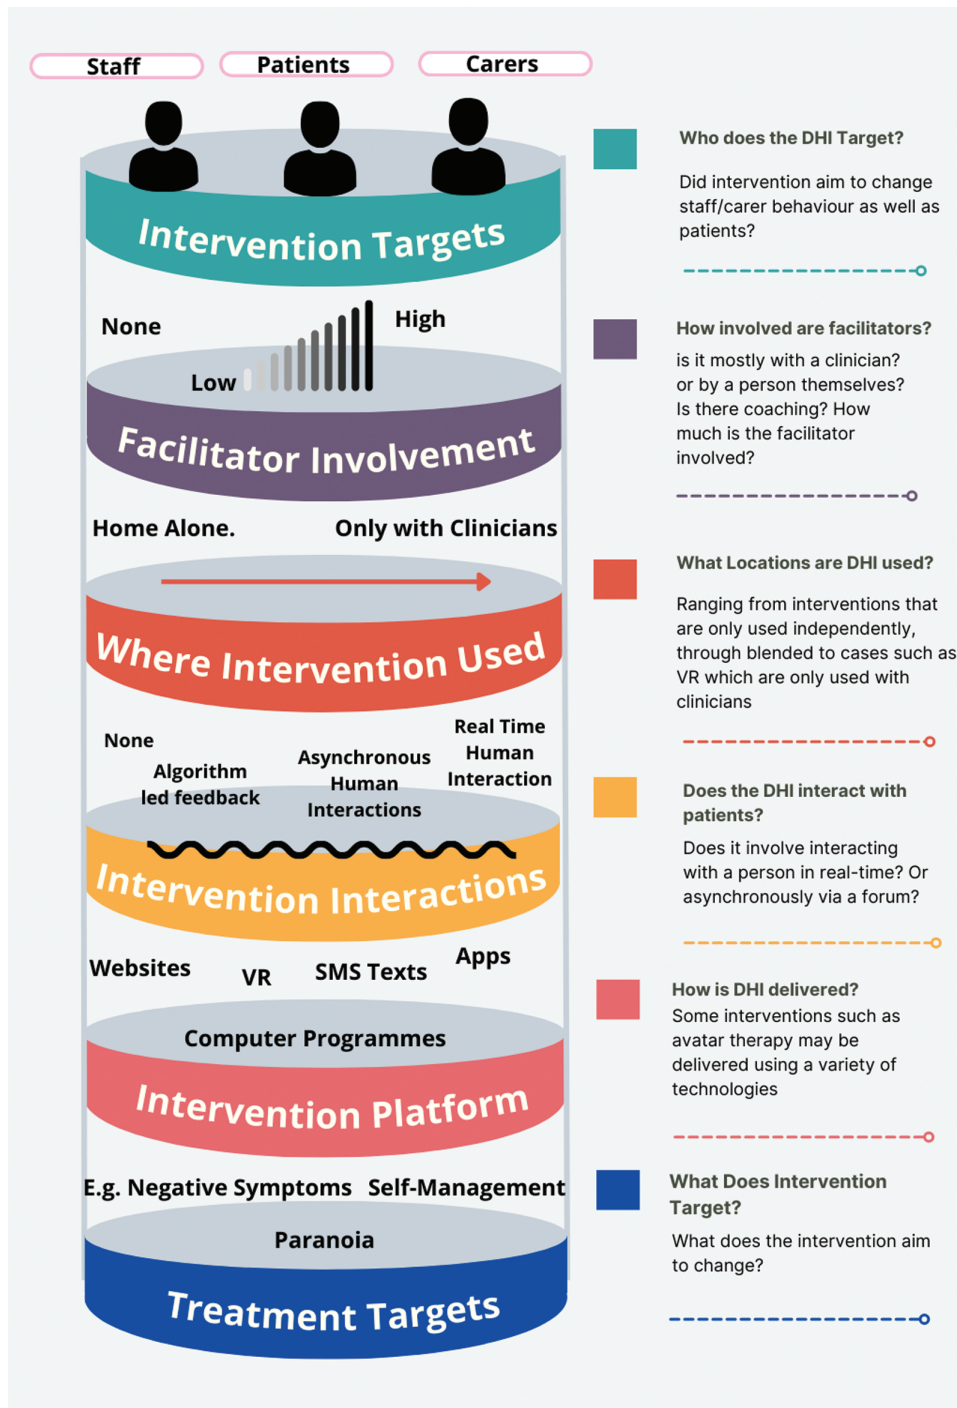 Staff
Patients
Carers
Intervention Targets
Who does the DHI Target?
Did intervention aim to change
staff/carer behaviour as well as
patients?
None
Low
High
Facilitator Involvement
How involved are facilitators?
is it mostly with a clinician?
or by a person themselves?
Is there coaching? How
much is the facilitator
involved?
Home Alone.
Only with Clinicians
Where Intervention Used
What Locations are DHI used?
Ranging from interventions that
are only used independently,
through blended to cases such as
VR which are only used with
clinicians
None
Algorithm
led feedback
Asynchronous
Human
Interactions
Real Time
Human
Interaction
Intervention Interactions
Does the DHI interact with
patients?
Does it involve interacting
with a person in real-time? Or
asynchronously via a forum?
Websites
VR
SMS Texts
Apps
Computer Programmes
Intervention Platform
How is DHI delivered?
Some interventions such as
avatar therapy may be
delivered using a variety of
technologies
E.g. Negative Symptoms
Self-Management
Paranoia
Treatment Targets
What Does Intervention
Target?
What does the intervention aim
to change?